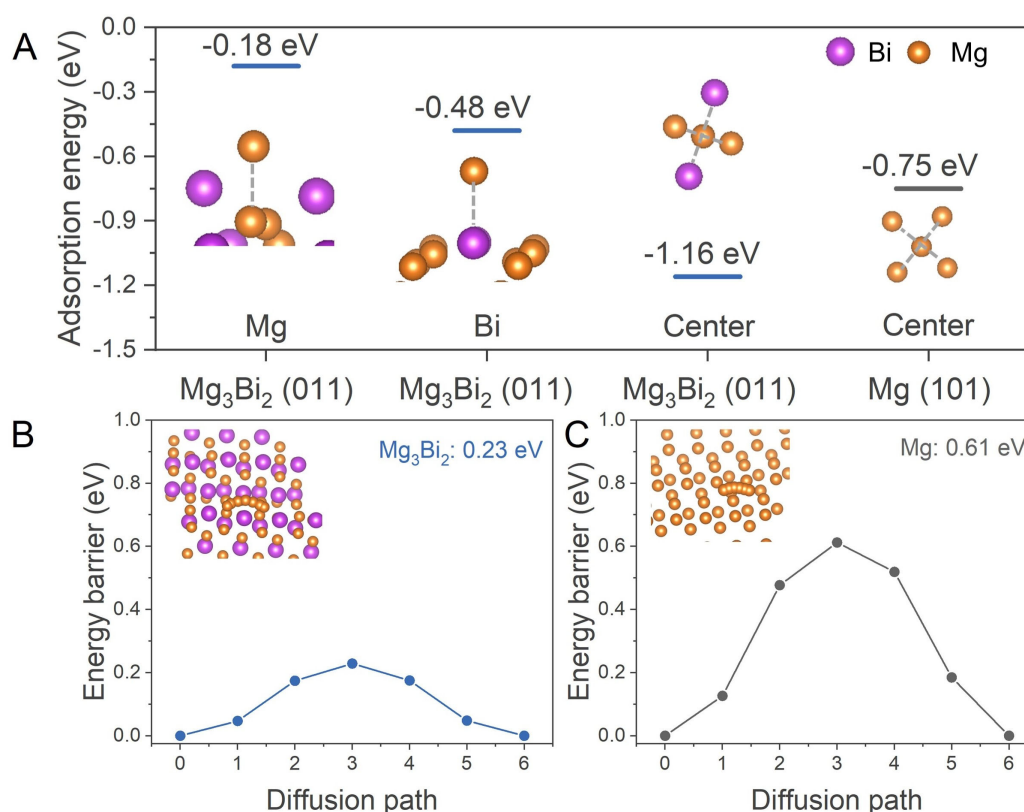 A
Adsorption energy (eV)
0.0
-0.3
-0.6
-0.9
-1.2
-1.5
-0.18 eV
-0.48 eV
-1.16 eV
-0.75 eV
Bi Mg
Mg Bi Center Center
Mg₃Bi₂ (011) Mg₃Bi₂ (011) Mg₃Bi₂ (011) Mg (101)
B
Mg₃Bi₂: 0.23 eV
Energy barrier (eV)
1.0
0.8
0.6
0.4
0.2
0.0
0 1 2 3 4 5 6
Diffusion path
C
Mg: 0.61 eV
Energy barrier (eV)
1.0
0.8
0.6
0.4
0.2
0.0
0 1 2 3 4 5 6
Diffusion path